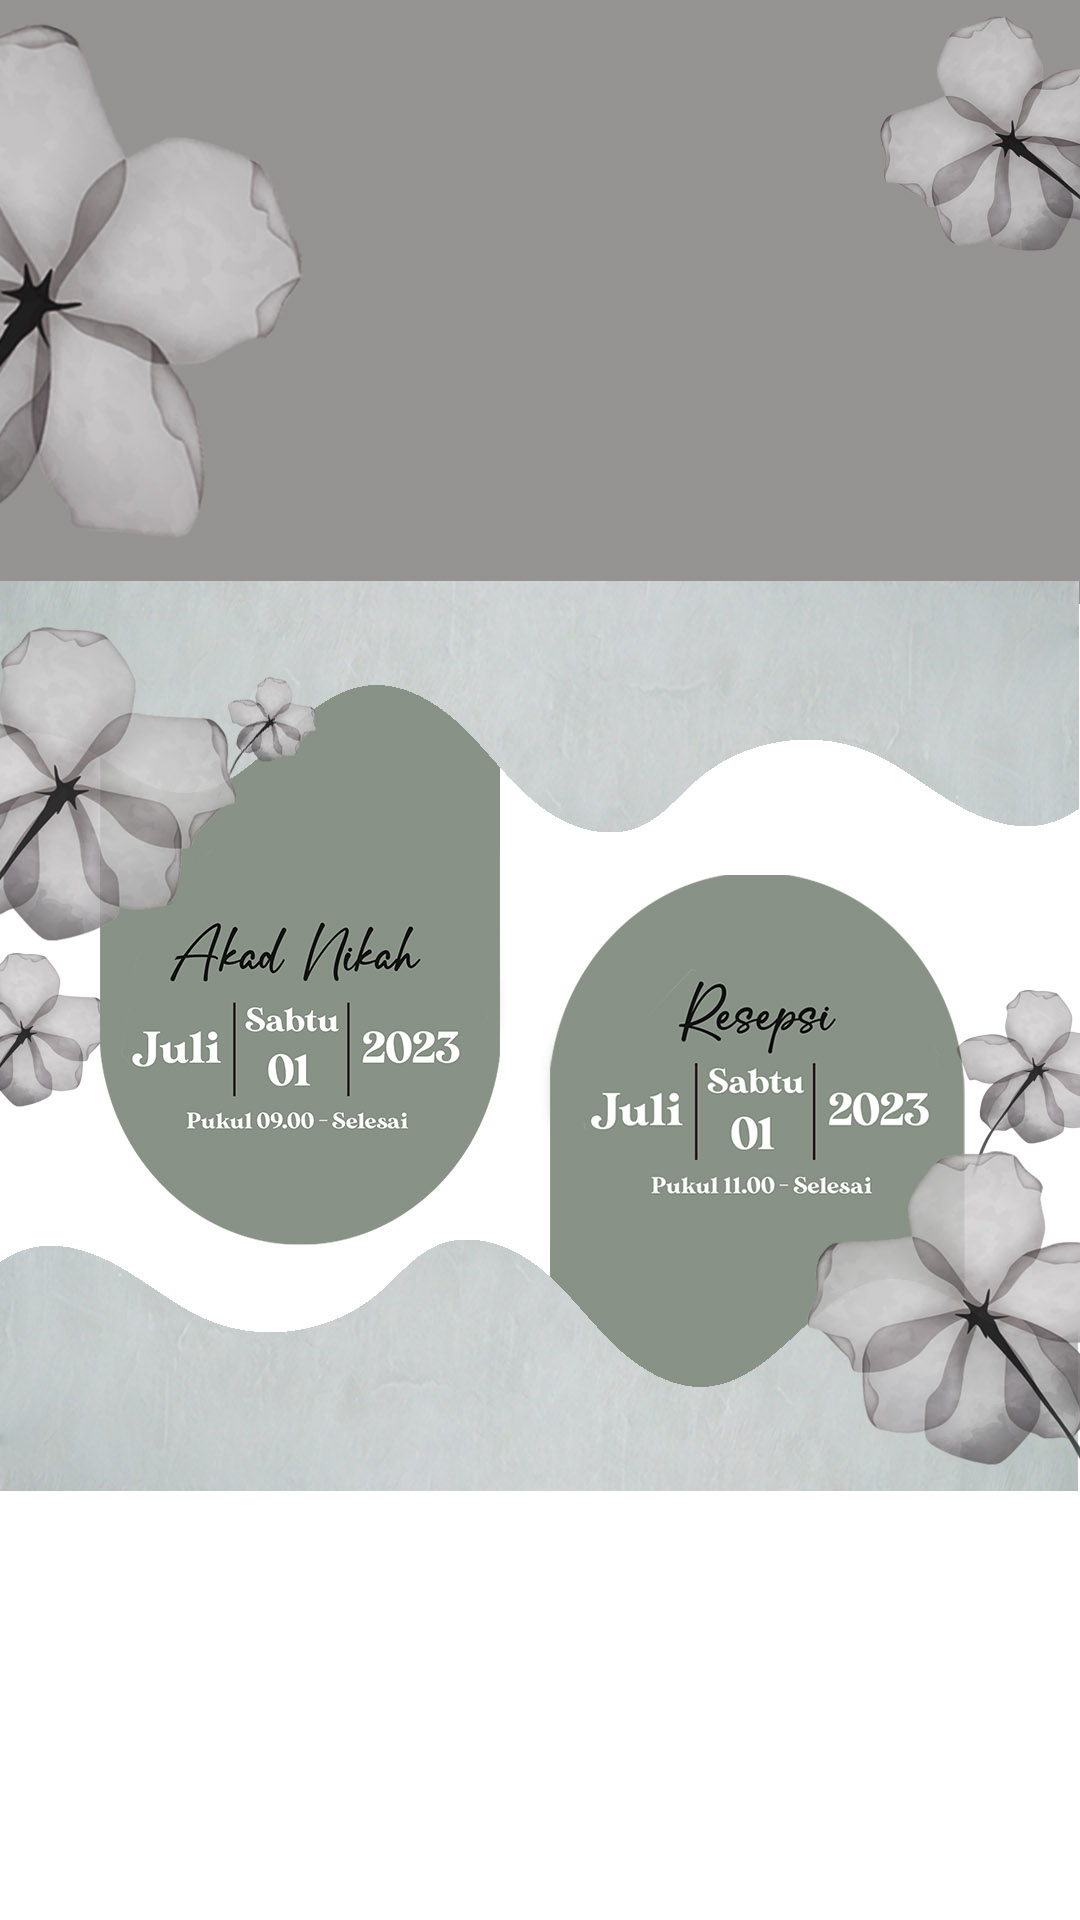 Akad Nikah
Juli | Sabtu 01 | 2023
Pukul 09.00 - Selesai
Resepsi
Juli | Sabtu 01 | 2023
Pukul 11.00 - Selesai